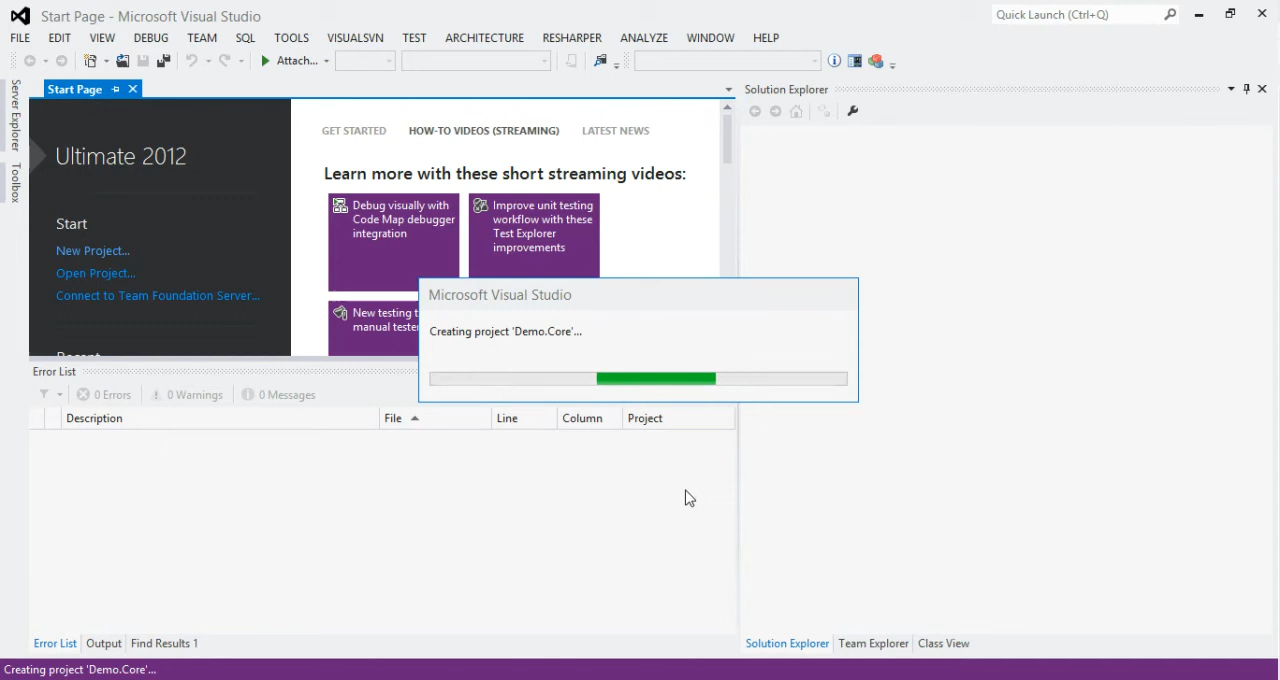 Start Page - Microsoft Visual Studio
Quick Launch (Ctrl+Q)
FILE EDIT VIEW DEBUG TEAM SQL TOOLS VISUALSVN TEST ARCHITECTURE RESHARPER ANALYZE WINDOW HELP
Attach...
Server Explorer
Toolbox
Start Page
Ultimate 2012
Start
New Project...
Open Project...
Connect to Team Foundation Server...
Recent
GET STARTED HOW-TO VIDEOS (STREAMING) LATEST NEWS
Learn more with these short streaming videos:
Debug visually with
Code Map debugger
integration
Improve unit testing
workflow with these
Test Explorer
improvements
New testing t
manual teste
Microsoft Visual Studio
Creating project 'Demo.Core'...
Error List
0 Errors 0 Warnings 0 Messages
Description File Line Column Project
Error List Output Find Results 1
Solution Explorer
Solution Explorer Team Explorer Class View
Creating project 'Demo.Core'...